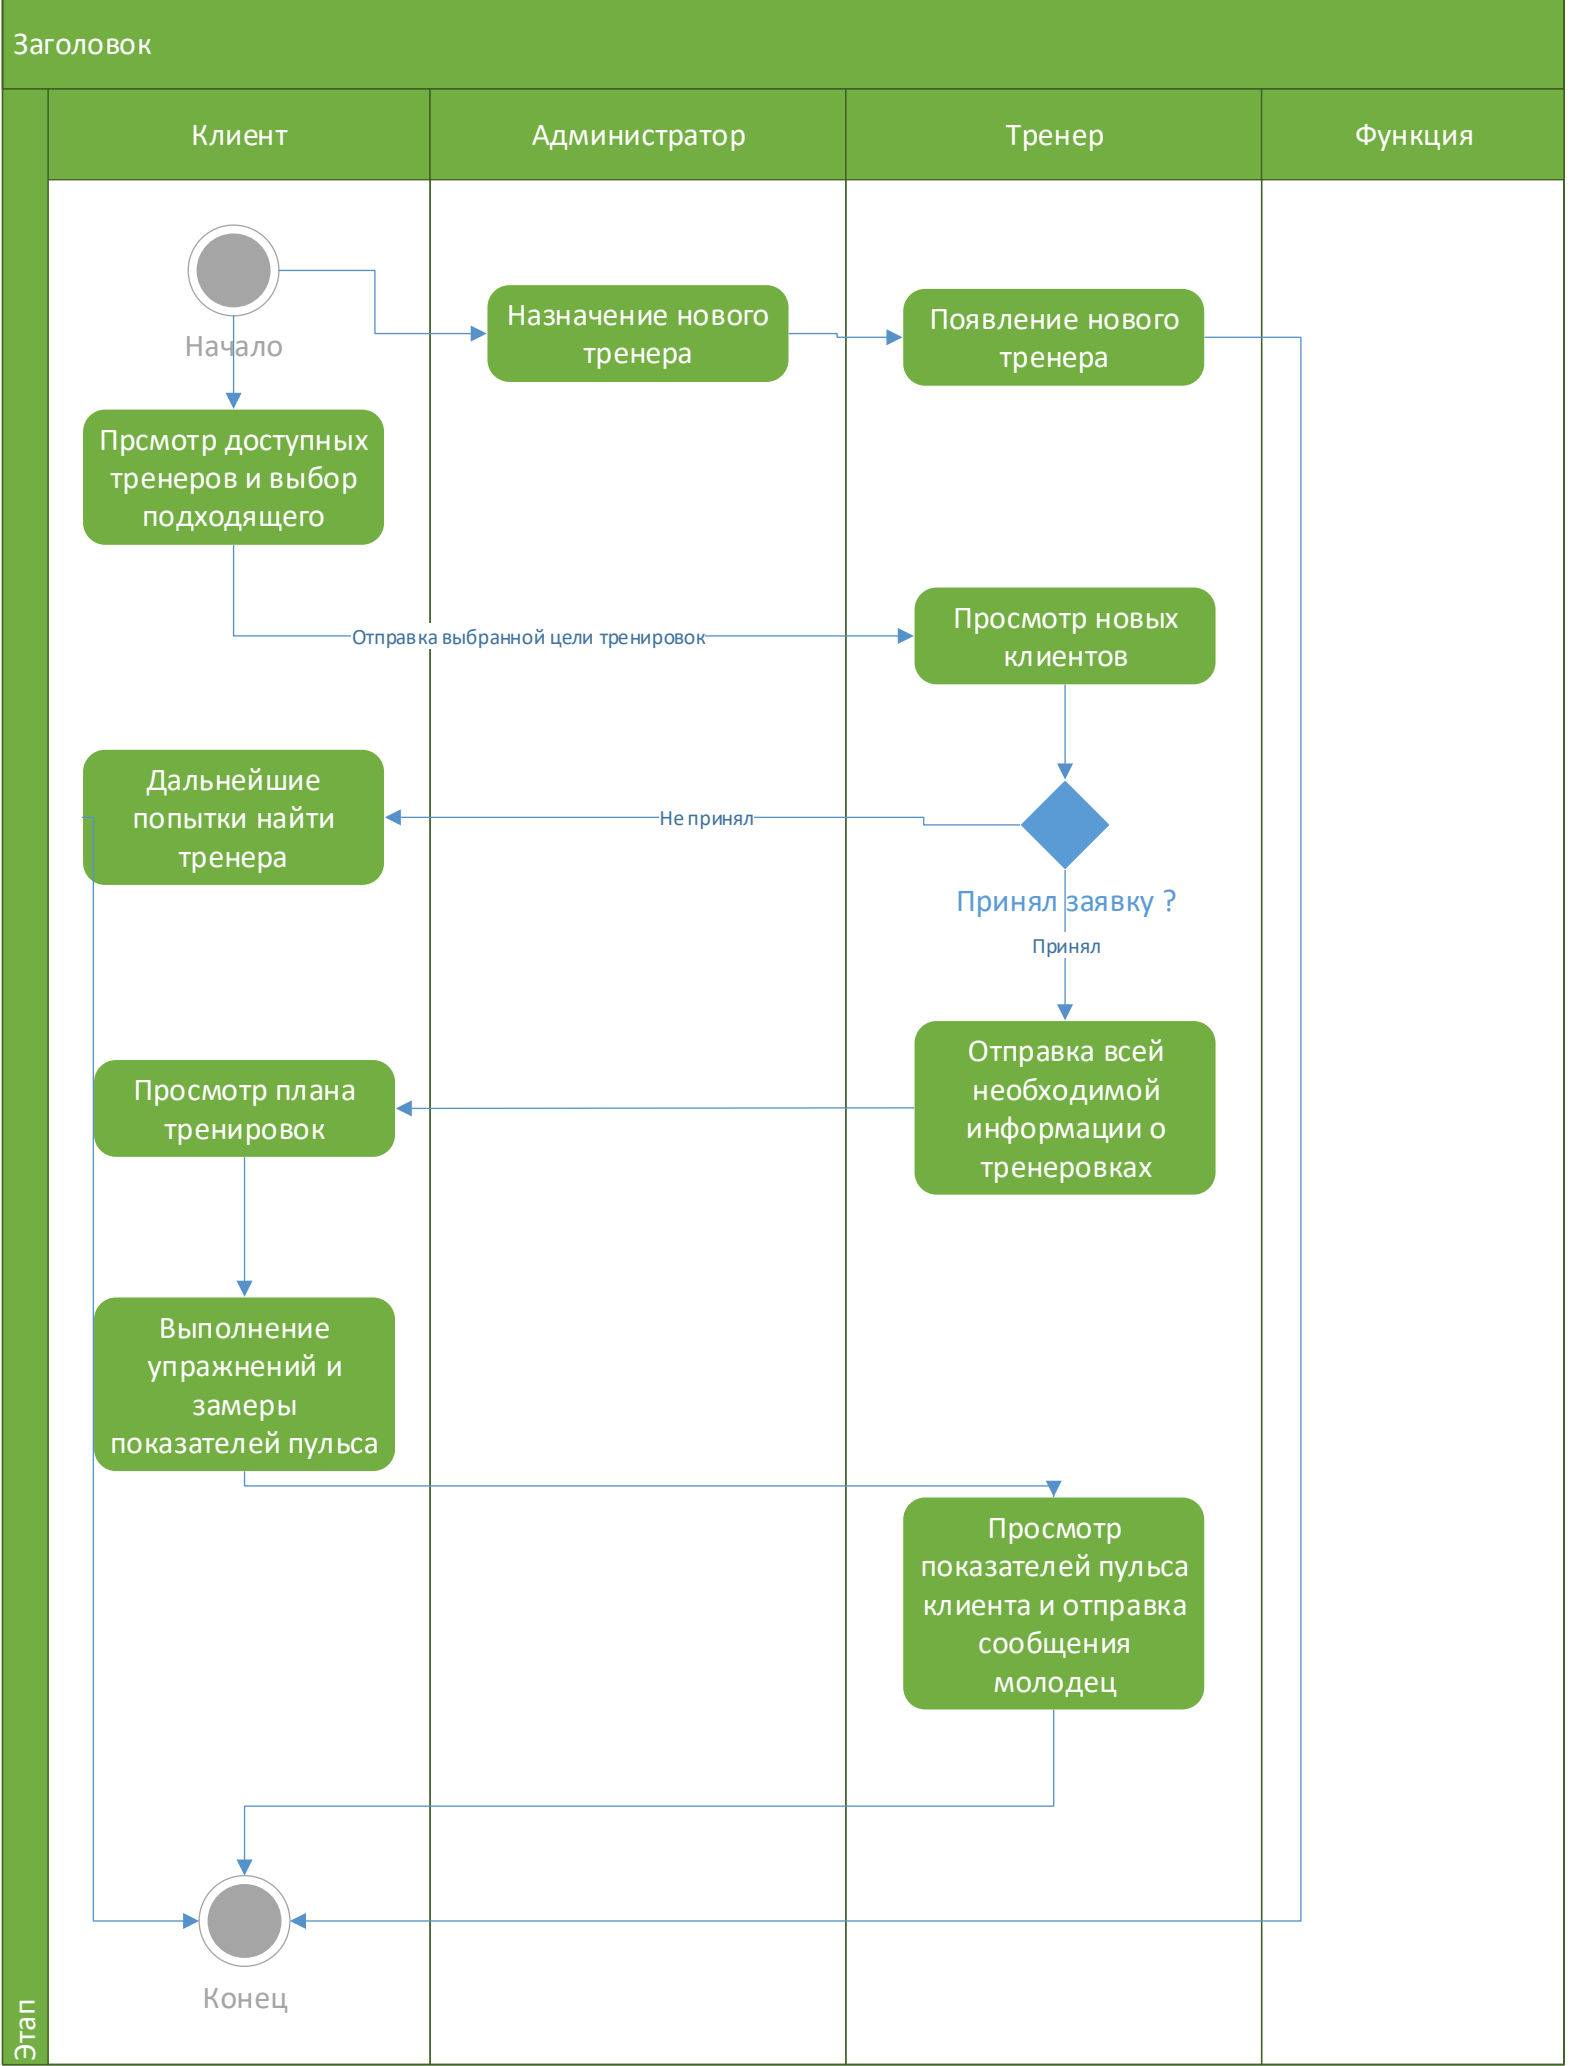 Заголовок
Клиент
Администратор
Тренер
Функция
Начало
Назначение нового
тренера
Появление нового
тренера
Прсмотр доступных
тренеров и выбор
подходящего
Отправка выбранной цели тренировок
Просмотр новых
клиентов
Дальнейшие
попытки найти
тренера
Не принял
Принял заявку ?
Принял
Отправка всей
необходимой
информации о
тренеровках
Просмотр плана
тренировок
Выполнение
упражнений и
замеры
показателей пульса
Просмотр
показателей пульса
клиента и отправка
сообщения
молодец
Конец
Этап